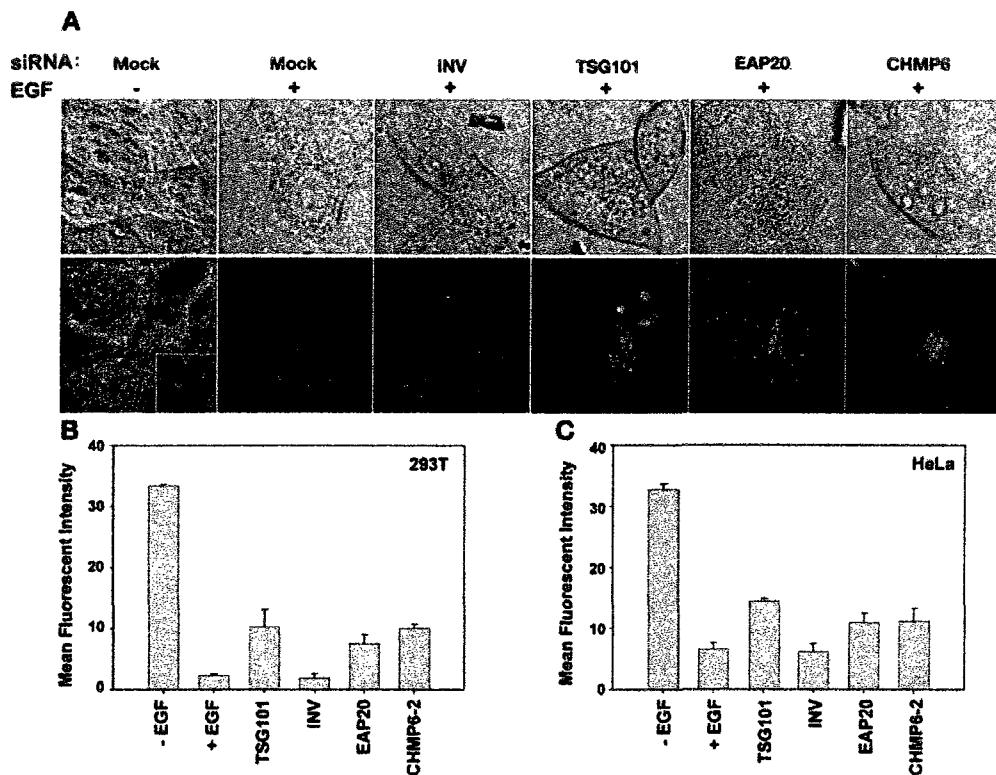 A
siRNA: Mock Mock INV TSG101 EAP20. CHMP6
EGF - + + + + +
B
293T
Mean Fluorescent Intensity
40
30
20
10
0
- EGF
+ EGF
TSG101
INV
EAP20
CHMP6-2
C
HeLa
Mean Fluorescent Intensity
40
30
20
10
0
- EGF
+ EGF
TSG101
INV
EAP20
CHMP6-2